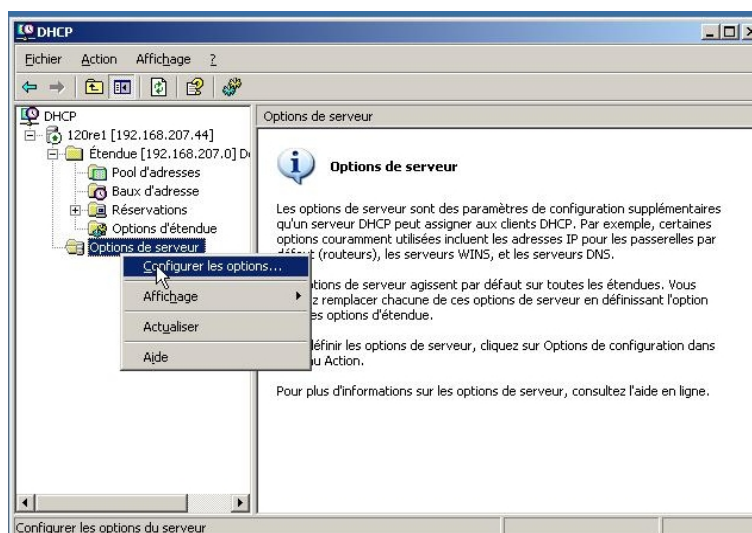 DHCP
Fichier Action Affichage ?
DHCP
120re1 [192.168.207.44]
Étendue [192.168.207.0] D
Pool d'adresses
Baux d'adresse
Réservations
Options d'étendue
Options de serveur
Configurer les options...
Affichage
Actualiser
Aide
Options de serveur
Options de serveur
Les options de serveur sont des paramètres de configuration supplémentaires
qu'un serveur DHCP peut assigner aux clients DHCP. Par exemple, certaines
options couramment utilisées incluent les adresses IP pour les passerelles par
défaut (routeurs), les serveurs WINS, et les serveurs DNS.
tions de serveur agissent par défaut sur toutes les étendues. Vous
z remplacer chacune de ces options de serveur en définissant l'option
es options d'étendue.
éfinir les options de serveur, cliquez sur Options de configuration dans
u Action.
Pour plus d'informations sur les options de serveur, consultez l'aide en ligne.
Configurer les options du serveur